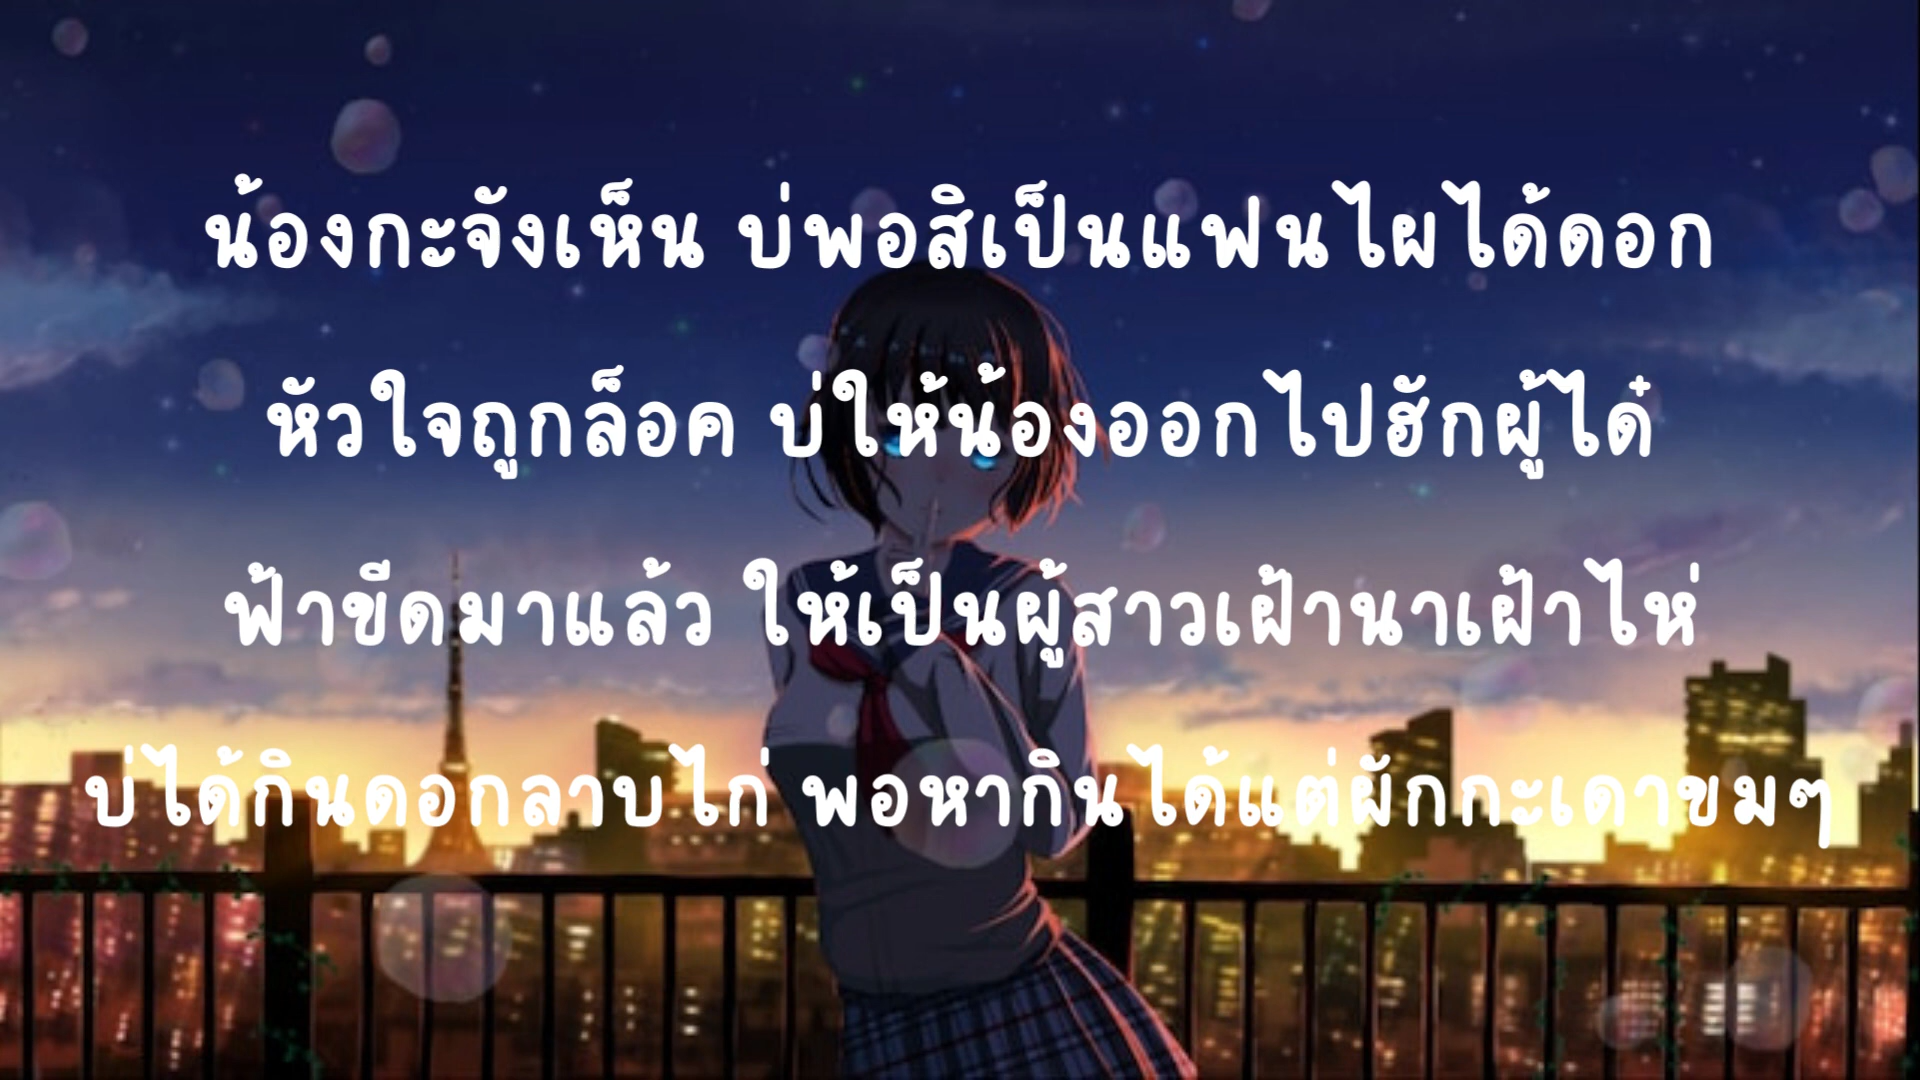 น้องกะจังเห็น บ่พอสิเป็นแฟนไผได้ดอก
หัวใจถูกล็อค บ่ให้น้องออกไปฮักผู้ได๋
ฟ้าขีดมาแล้ว ให้เป็นผู้สาวเฝ้านาเฝ้าไห่
บ่ได้กินดอกลาบไก่ พอหากินได้แต่ผักกะเดาขมๆ